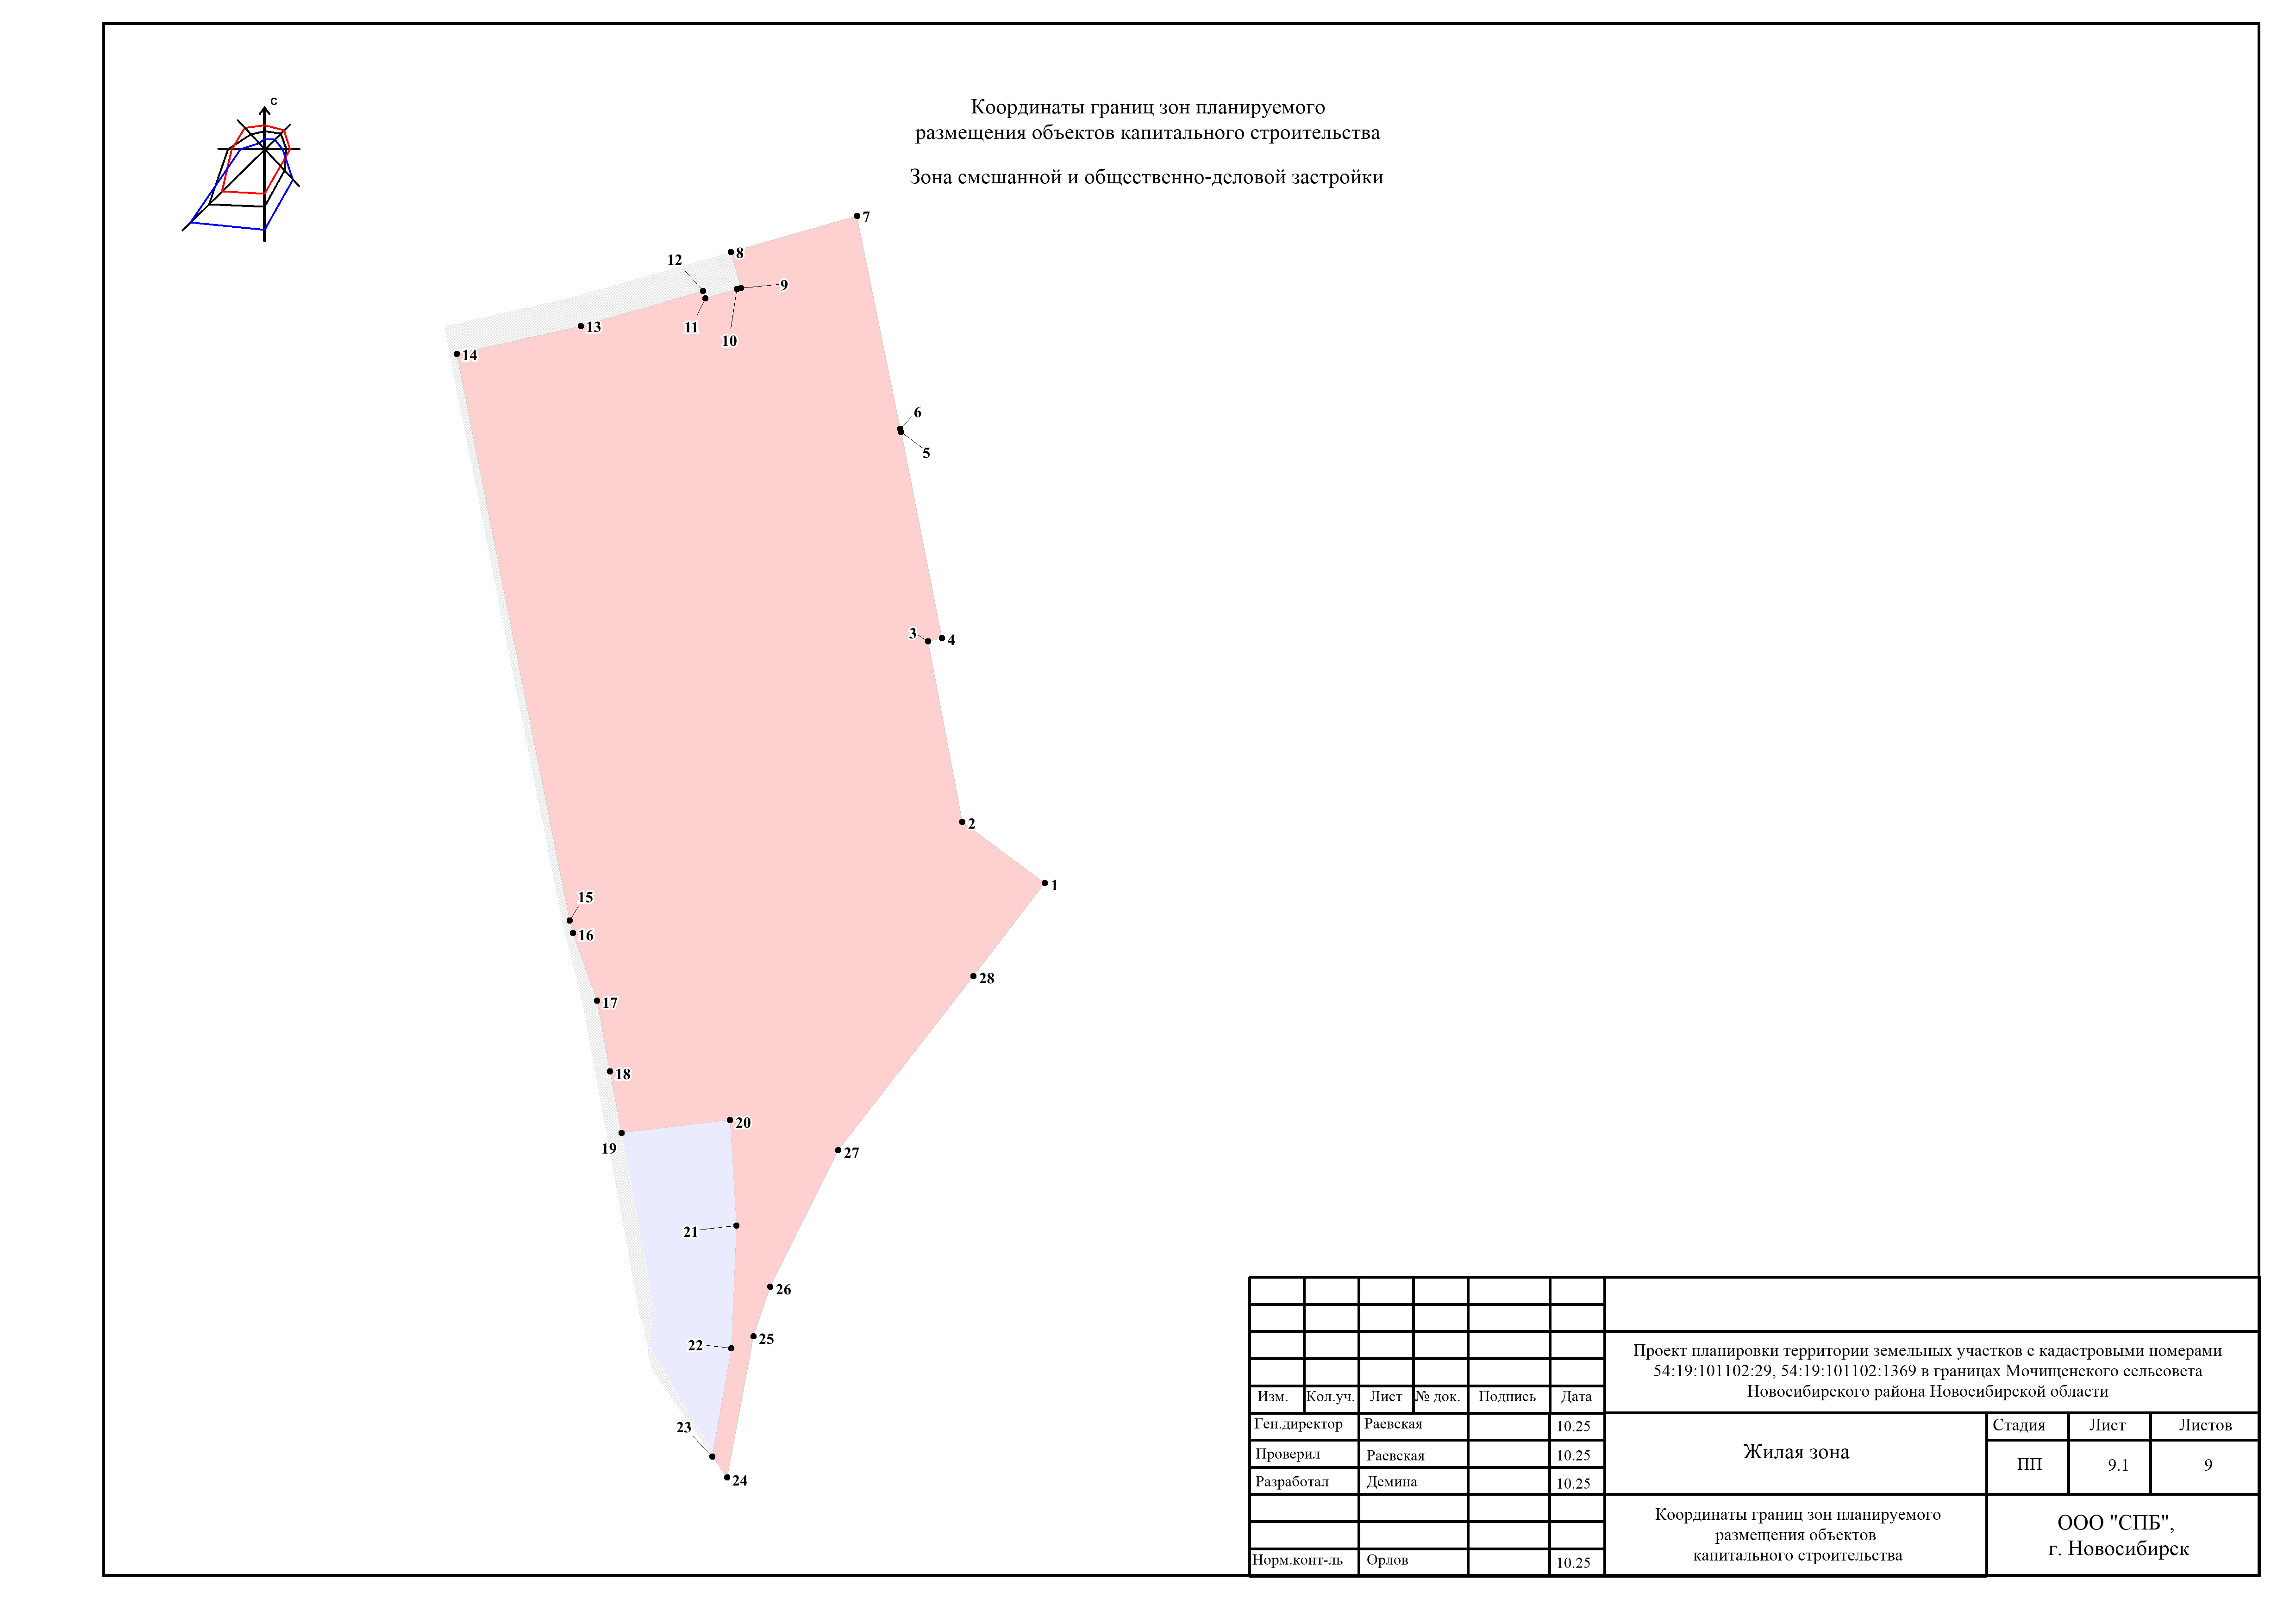 С
Координаты границ зон планируемого
размещения объектов капитального строительства
Зона смешанной и общественно-деловой застройки
7
8
12
9
13
11
10
14
6
5
3
4
2
1
15
16
28
17
18
20
19
27
21
26
22
25
23
24
Проект планировки территории земельных участков с кадастровыми номерами
54:19:101102:29, 54:19:101102:1369 в границах Мочищенского сельсовета
Новосибирского района Новосибирской области
Изм. Кол.уч. Лист № док. Подпись Дата
Ген.директор Раевская 10.25
Проверил Раевская 10.25
Разработал Демина 10.25
Жилая зона
Стадия Лист Листов
ПП 9.1 9
Координаты границ зон планируемого
размещения объектов
капитального строительства
ООО "СПБ",
г. Новосибирск
Норм.конт-ль Орлов 10.25